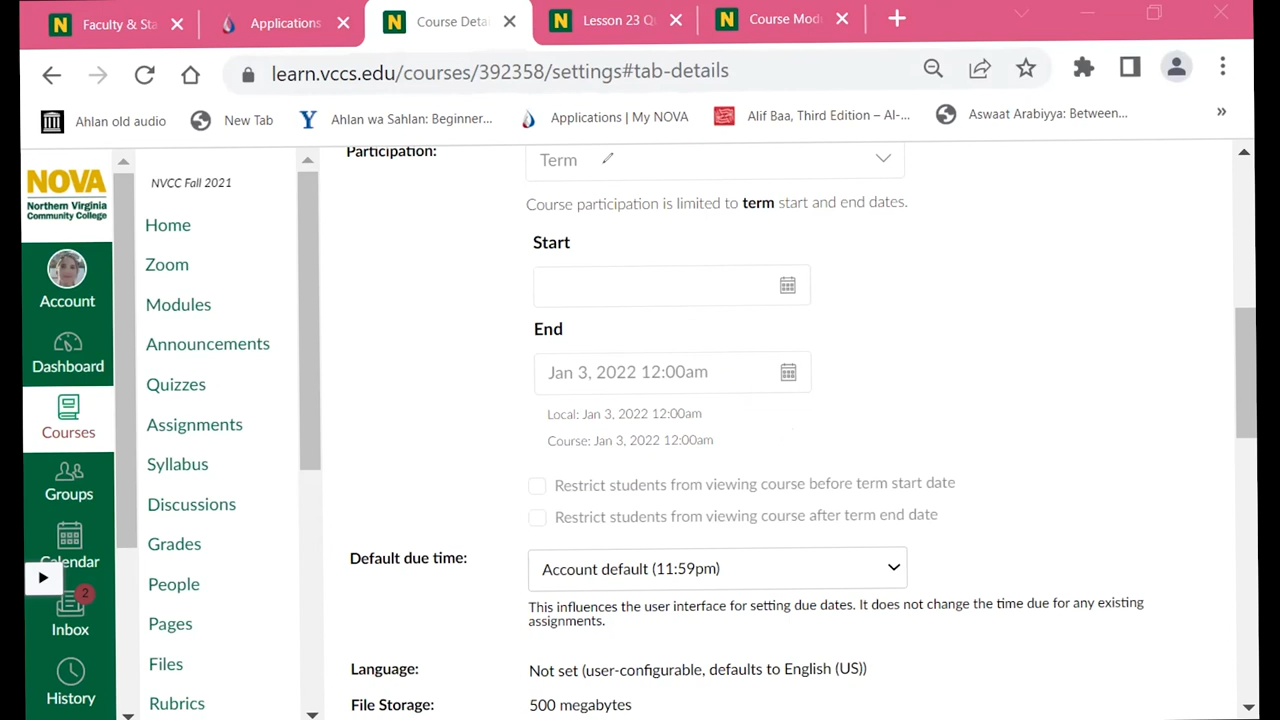 Faculty & Sta
Applications
Course Deta
Lesson 23 Q
Course Mod
learn.vccs.edu/courses/392358/settings#tab-details
Ahlan old audio
New Tab
Ahlan wa Sahlan: Beginner...
Applications | My NOVA
Alif Baa, Third Edition – Al-...
Aswaat Arabiyya: Between...
»
NOVA
Northern Virginia
Community College
Account
Dashboard
Courses
Groups
Calendar
2
Inbox
History
NVCC Fall 2021
Home
Zoom
Modules
Announcements
Quizzes
Assignments
Syllabus
Discussions
Grades
People
Pages
Files
Rubrics
Participation:
Term
Course participation is limited to term start and end dates.
Start
End
Jan 3, 2022 12:00am
Local: Jan 3, 2022 12:00am
Course: Jan 3, 2022 12:00am
Restrict students from viewing course before term start date
Restrict students from viewing course after term end date
Default due time:
Account default (11:59pm)
This influences the user interface for setting due dates. It does not change the time due for any existing
assignments.
Language:
Not set (user-configurable, defaults to English (US))
File Storage:
500 megabytes